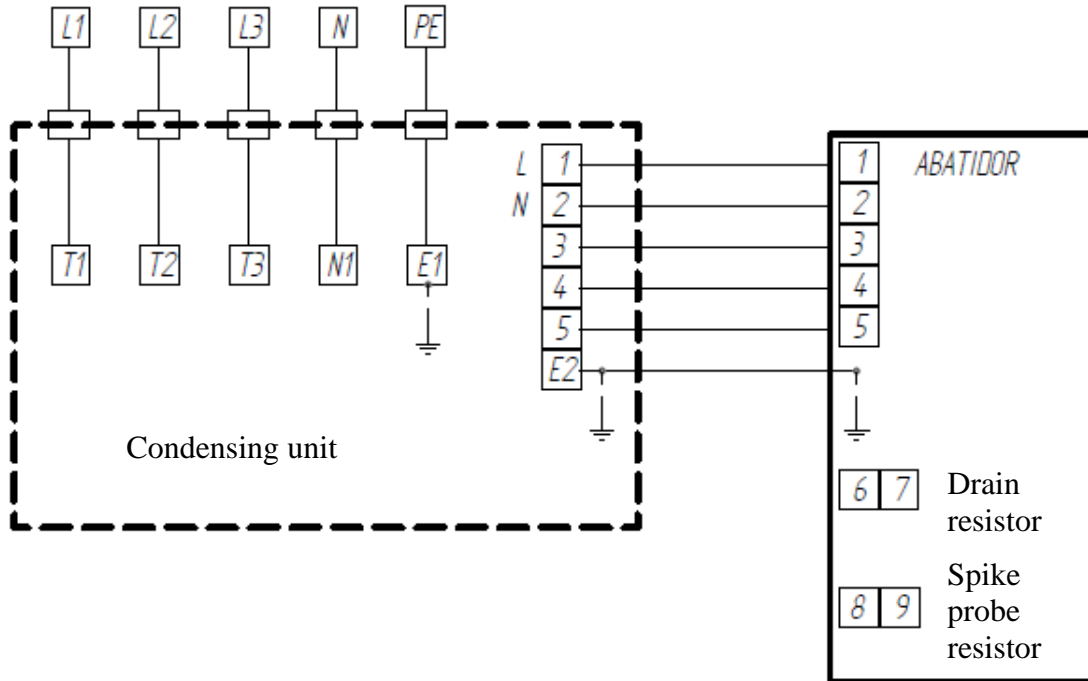 L1 L2 L3 N PE
T1 T2 T3 N1 E1
L 1
N 2
3
4
5
E2
Condensing unit
1 ABATIDOR
2
3
4
5
6 7 Drain
resistor
8 9 Spike
probe
resistor